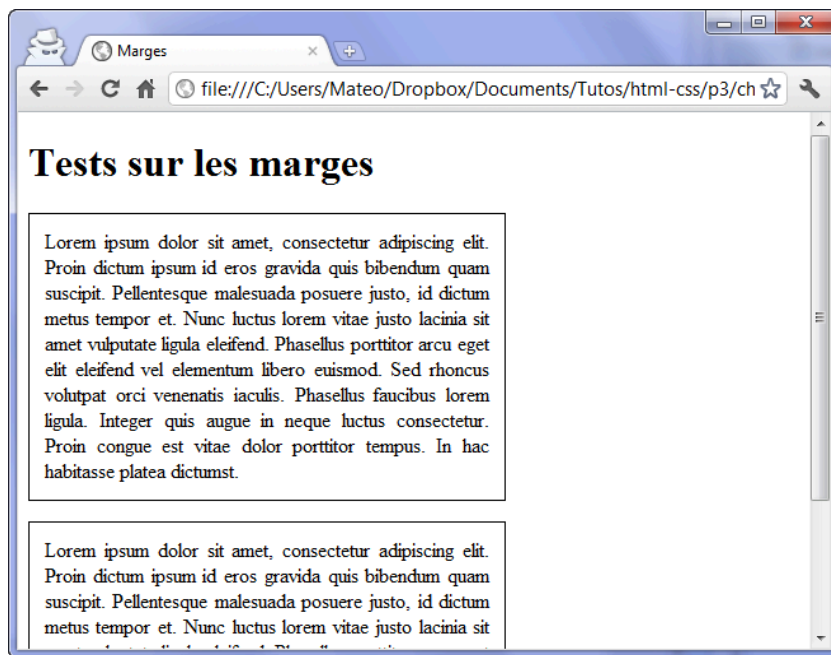 Marges
file:///C:/Users/Mateo/Dropbox/Documents/Tutos/html-css/p3/ch
Tests sur les marges
Lorem ipsum dolor sit amet, consectetur adipiscing elit.
Proin dictum ipsum id eros gravida quis bibendum quam
suscipit. Pellentesque malesuada posuere justo, id dictum
metus tempor et. Nunc luctus lorem vitae justo lacinia sit
amet vulputate ligula eleifend. Phasellus porttitor arcu eget
elit eleifend vel elementum libero euismod. Sed rhoncus
volutpat orci venenatis iaculis. Phasellus faucibus lorem
ligula. Integer quis augue in neque luctus consectetur.
Proin congue est vitae dolor porttitor tempus. In hac
habitasse platea dictumst.
Lorem ipsum dolor sit amet, consectetur adipiscing elit.
Proin dictum ipsum id eros gravida quis bibendum quam
suscipit. Pellentesque malesuada posuere justo, id dictum
metus tempor et. Nunc luctus lorem vitae justo lacinia sit